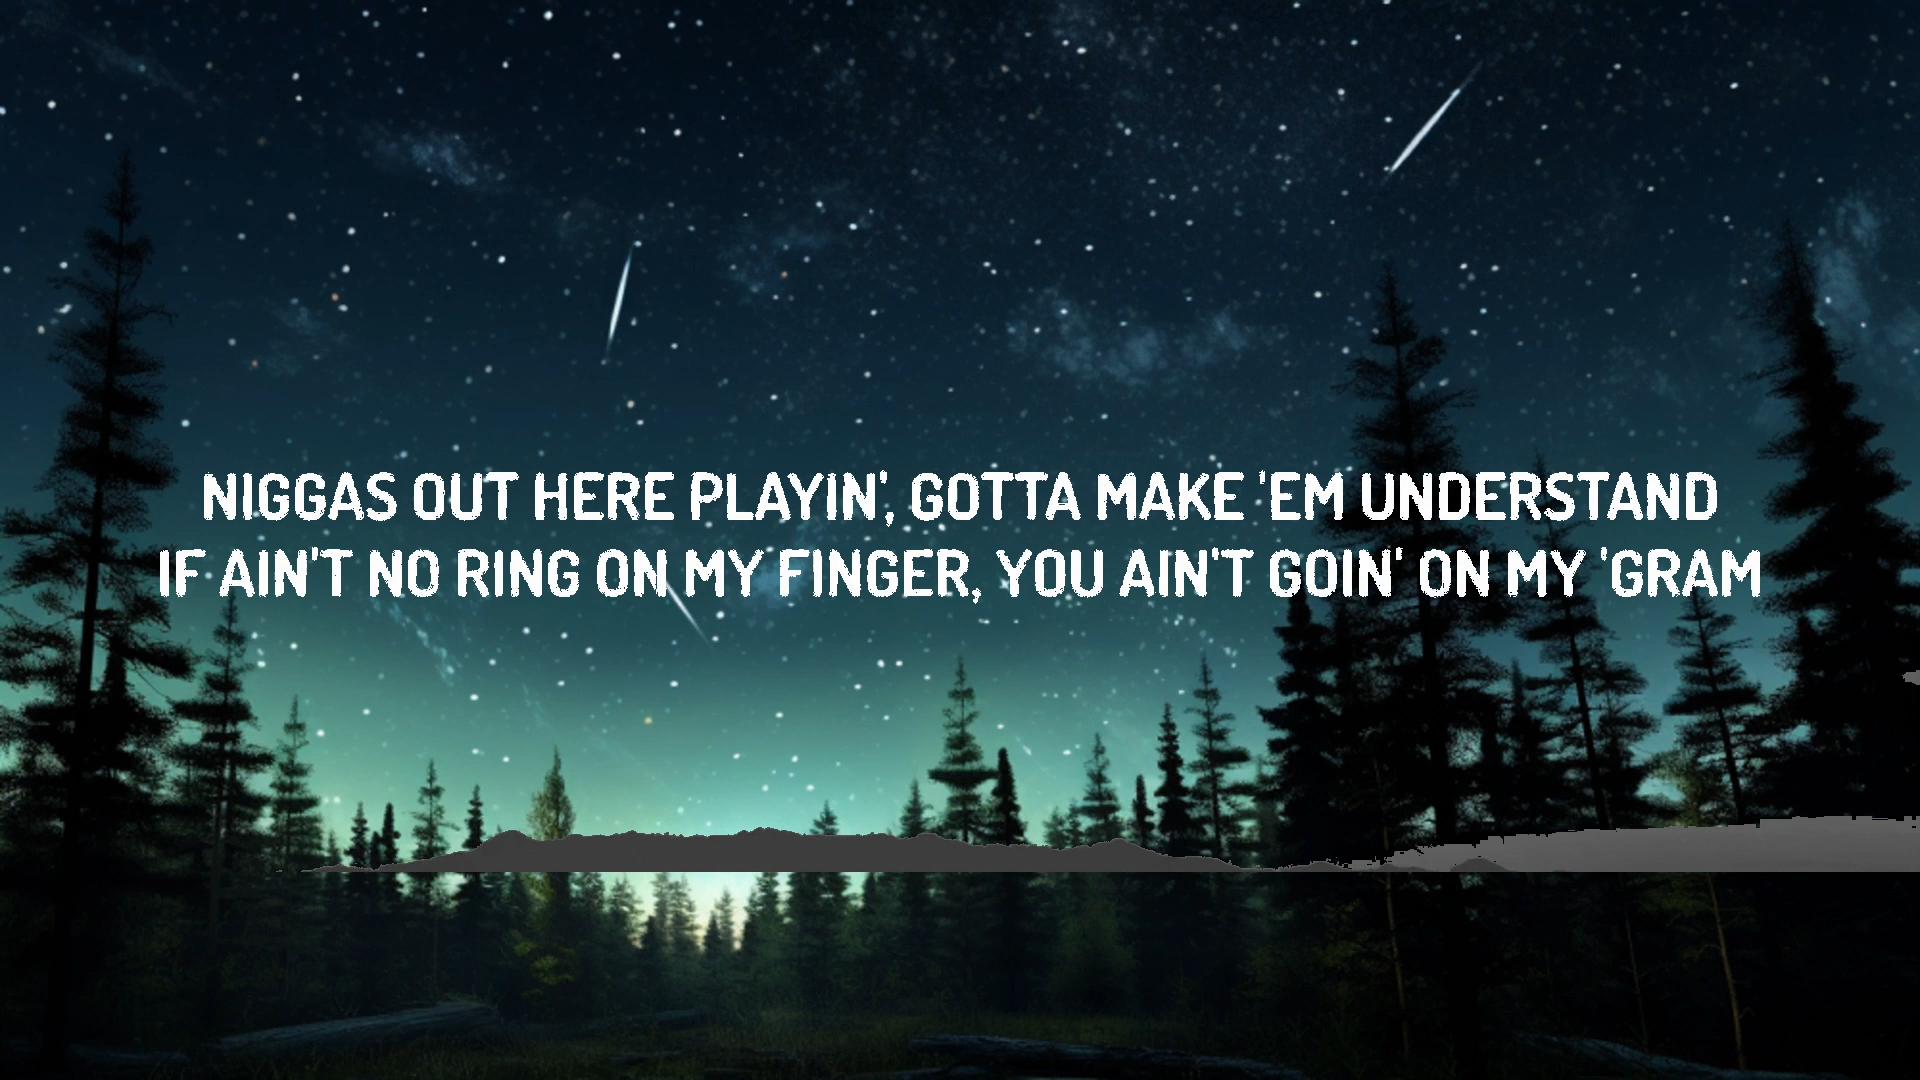 NIGGAS OUT HERE PLAYIN', GOTTA MAKE 'EM UNDERSTAND
IF AIN'T NO RING ON MY FINGER, YOU AIN'T GOIN' ON MY 'GRAM